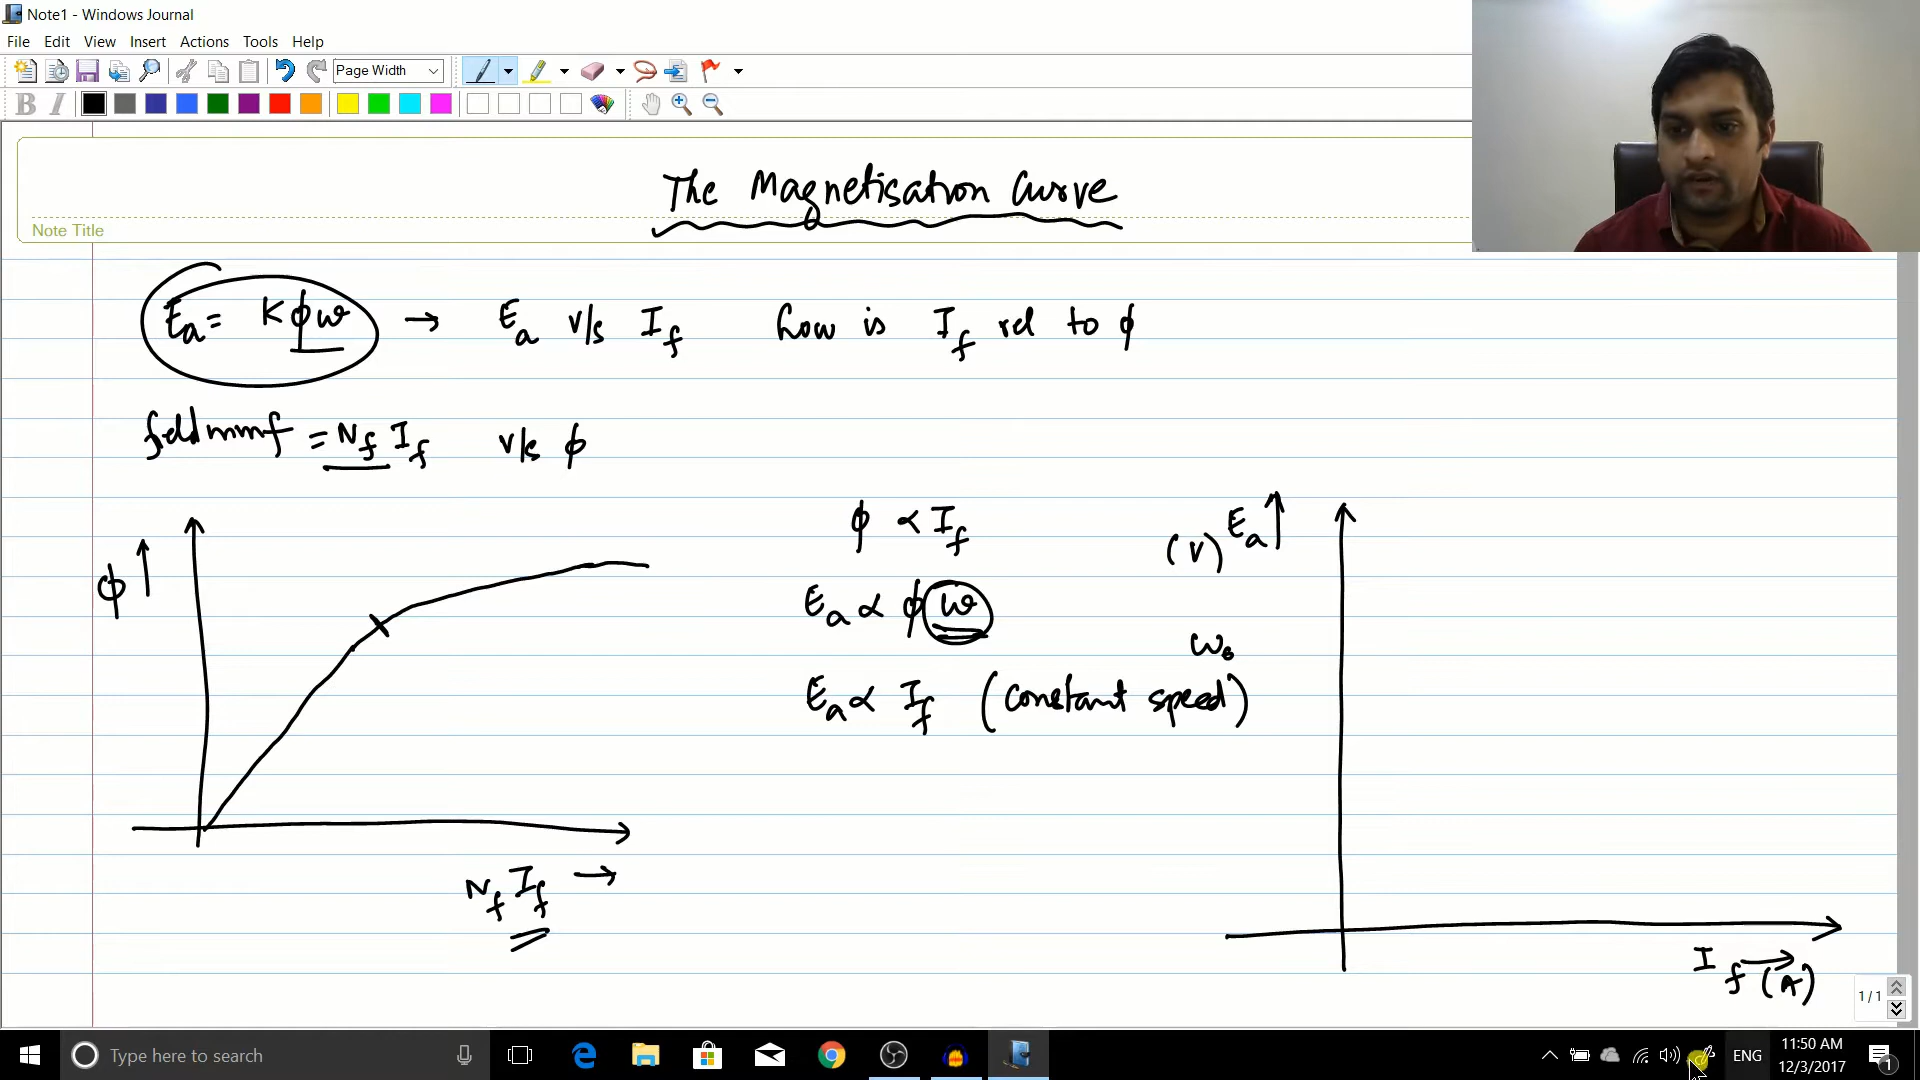 Note1 - Windows Journal
File Edit View Insert Actions Tools Help
Page Width
B I
The Magnetisation Curve
Note Title
Ea = Kϕω → Ea v/s If how is If rel to ϕ
field mmf = Nf If v/s ϕ
ϕ ∝ If
(V) Ea
ϕ
Ea ∝ ϕω
ω₀
Ea ∝ If (constant speed)
Nf If →
If (A)
1/1
Type here to search
ENG
11:50 AM
12/3/2017
1